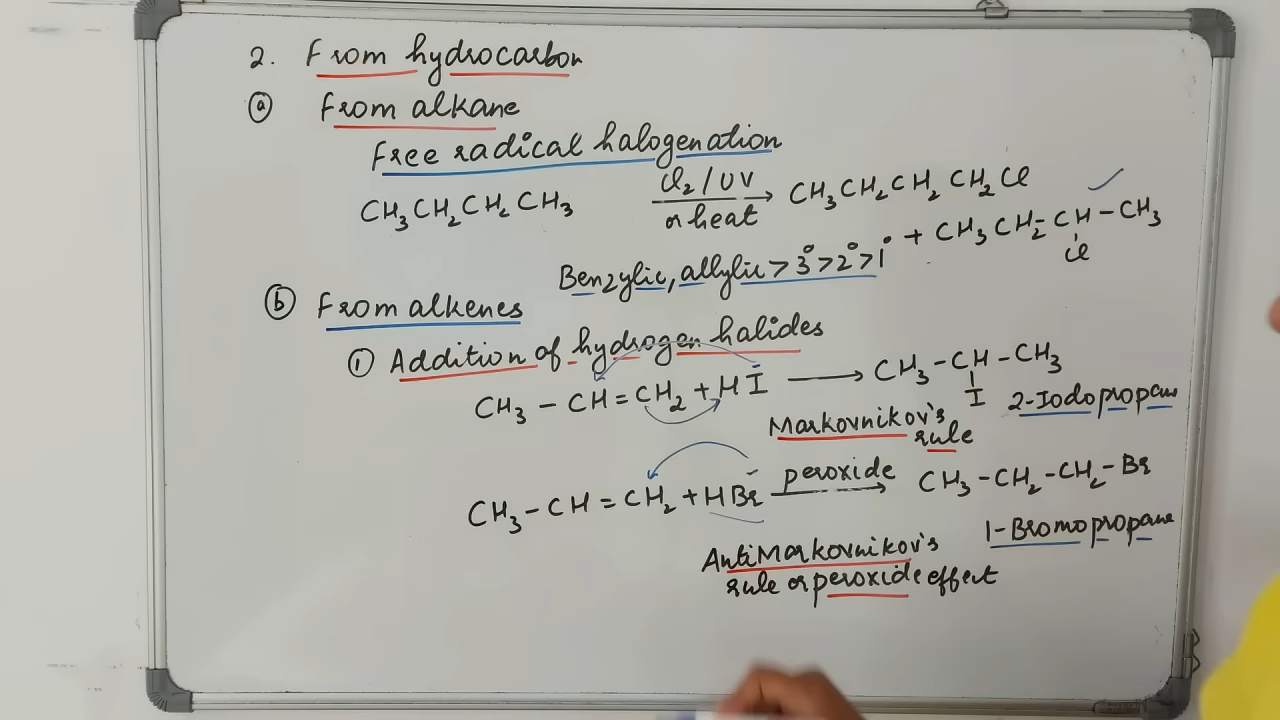 2. From hydrocarbon
ⓐ From alkane
Free radical halogenation
CH₃CH₂CH₂CH₃ Cl₂/UV or heat → CH₃CH₂CH₂CH₂Cl
+ CH₃CH₂-CH-CH₃
Cl
Benzylic, allylic > 3° > 2° > 1°
ⓑ From alkenes
① Addition of hydrogen halides
CH₃ - CH = CH₂ + HI → CH₃ - CH - CH₃
I
2-Iodopropane
Markovnikov's
rule
CH₃ - CH = CH₂ + HBr peroxide → CH₃ - CH₂ - CH₂ - Br
1-Bromopropane
AntiMarkovnikov's
rule or peroxide effect